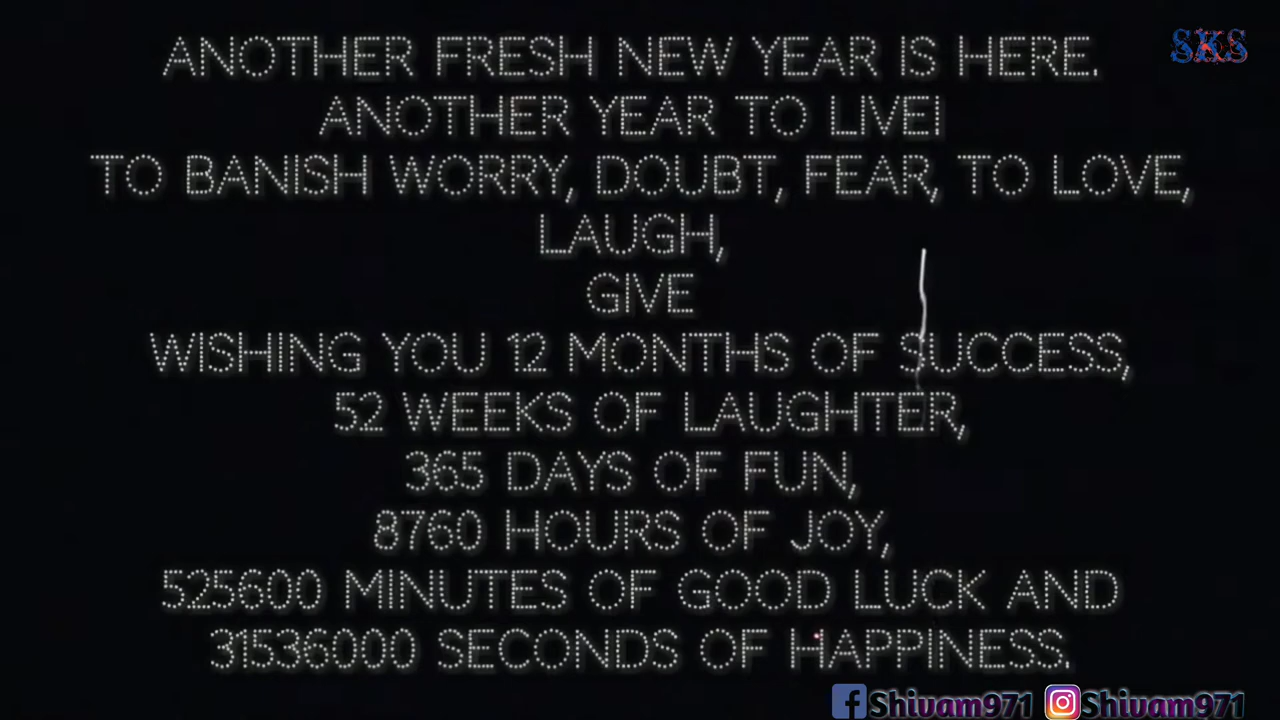 ANOTHER FRESH NEW YEAR IS HERE.
SKS
ANOTHER YEAR TO LIVE!
TO BANISH WORRY, DOUBT, FEAR, TO LOVE,
LAUGH,
GIVE
WISHING YOU 12 MONTHS OF SUCCESS,
52 WEEKS OF LAUGHTER,
365 DAYS OF FUN,
8760 HOURS OF JOY,
525600 MINUTES OF GOOD LUCK AND
31536000 SECONDS OF HAPPINESS.
Shivam971 Shivam971